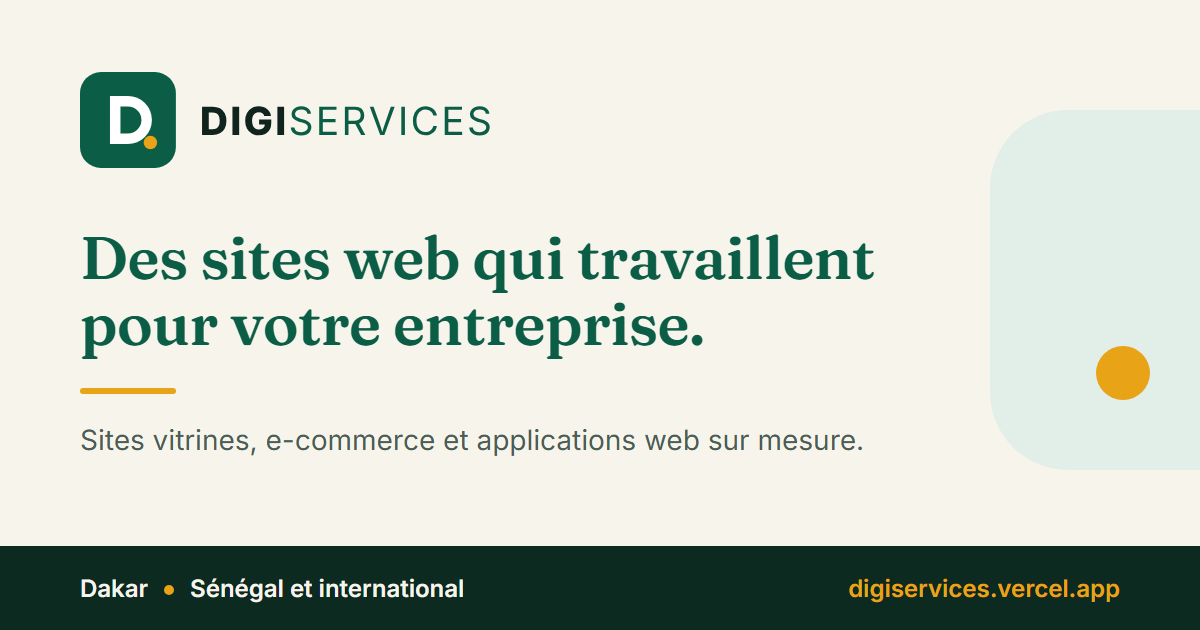 D.
DIGISERVICES
Des sites web qui travaillent
pour votre entreprise.
Sites vitrines, e-commerce et applications web sur mesure.
Dakar • Sénégal et international
digiservices.vercel.app